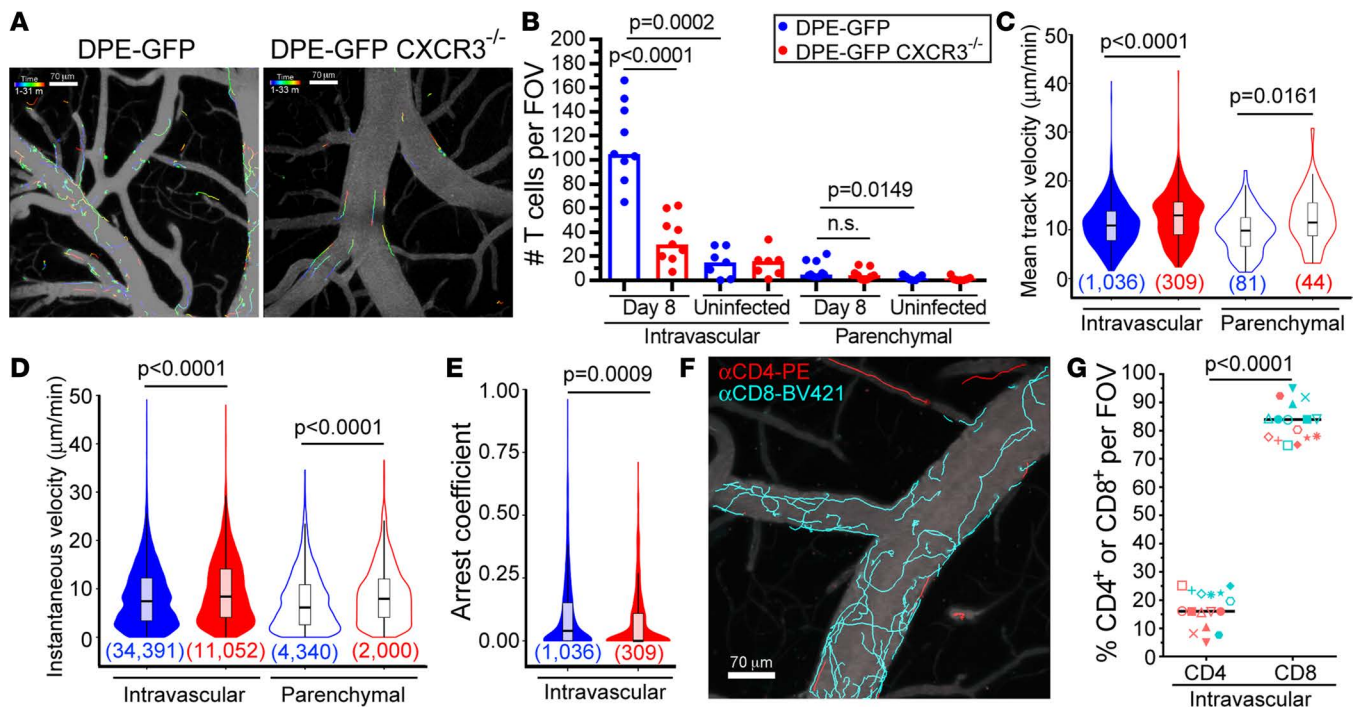 A
DPE-GFP
DPE-GFP CXCR3-/-
Time
1-31 m
70 µm
Time
1-33 m
70 µm
B
DPE-GFP
DPE-GFP CXCR3-/-
# T cells per FOV
200
180
160
140
120
100
80
60
40
20
0
p=0.0002
p<0.0001
p=0.0149
n.s.
Day 8
Uninfected
Day 8
Uninfected
Intravascular
Parenchymal
C
Mean track velocity (µm/min)
50
40
30
20
10
0
p<0.0001
p=0.0161
(1,036)
(309)
(81)
(44)
Intravascular
Parenchymal
D
Instantaneous velocity (µm/min)
50
40
30
20
10
0
p<0.0001
p<0.0001
(34,391)
(11,052)
(4,340)
(2,000)
Intravascular
Parenchymal
E
Arrest coefficient
1.00
0.75
0.50
0.25
0.00
p=0.0009
(1,036)
(309)
Intravascular
F
αCD4-PE
αCD8-BV421
70 µm
G
% CD4+ or CD8+ per FOV
100
90
80
70
60
50
40
30
20
10
0
p<0.0001
CD4
CD8
Intravascular